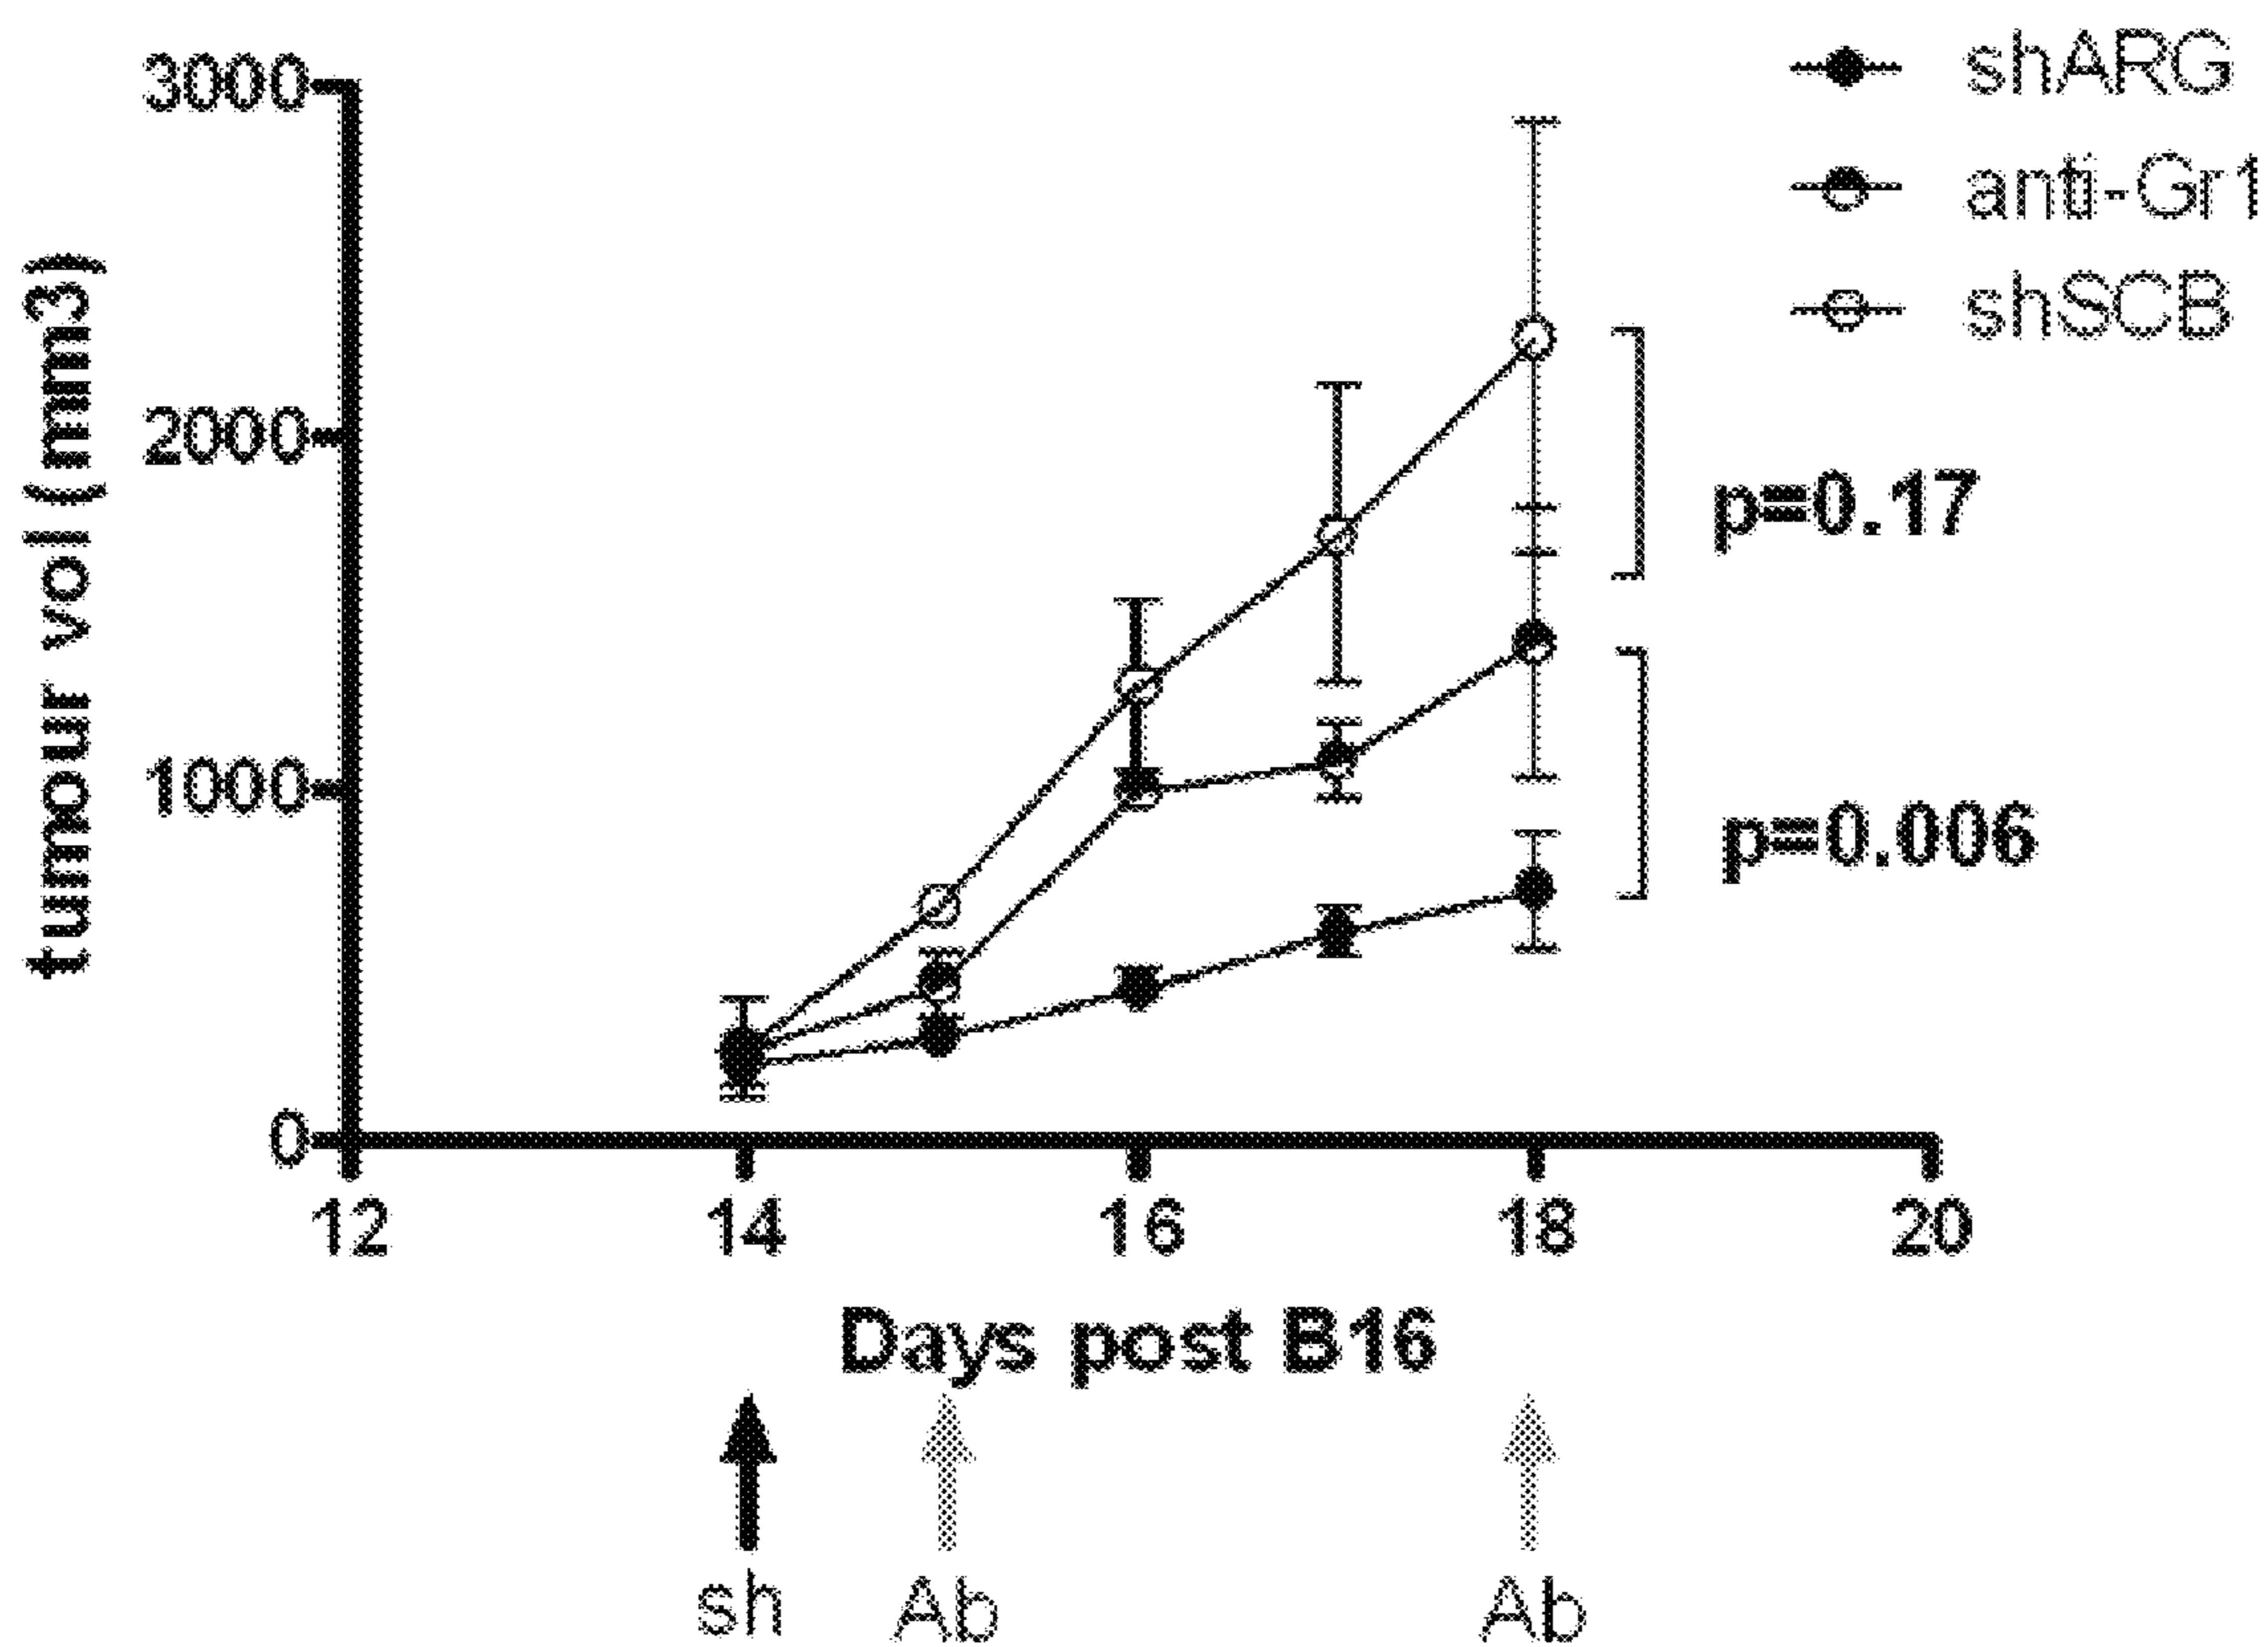 shARG
anti-Gr1
shSCB
tumour vol (mm3)
3000
2000
1000
0
p=0.17
p=0.006
12 14 16 18 20
Days post B16
sh Ab Ab